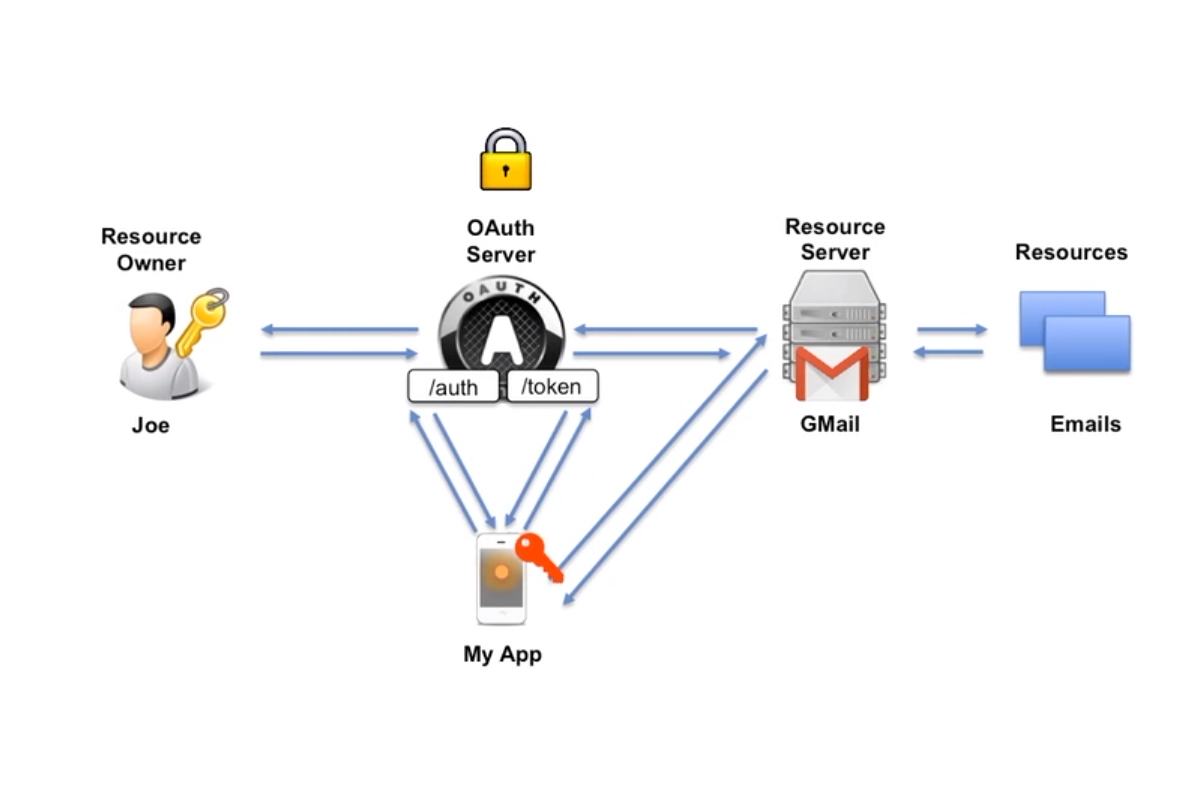 Resource
Owner
Joe
OAuth
Server
OAUTH
A
/auth
/token
My App
Resource
Server
GMail
Resources
Emails